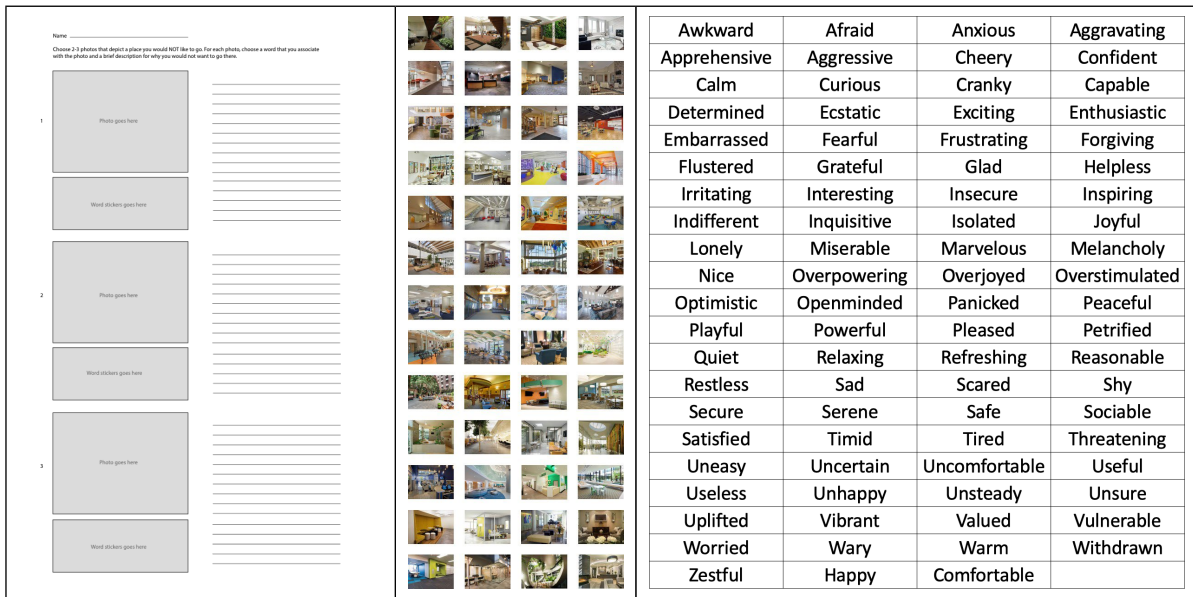 Name
Choose 2-3 photos that depict a place you would NOT like to go. For each photo, choose a word that you associate
with the photo and a brief description for why you would not want to go there.
1
Photo goes here
Word stickers goes here
2
Photo goes here
Word stickers goes here
3
Photo goes here
Word stickers goes here
Awkward Afraid Anxious Aggravating
Apprehensive Aggressive Cheery Confident
Calm Curious Cranky Capable
Determined Ecstatic Exciting Enthusiastic
Embarrassed Fearful Frustrating Forgiving
Flustered Grateful Glad Helpless
Irritating Interesting Insecure Inspiring
Indifferent Inquisitive Isolated Joyful
Lonely Miserable Marvelous Melancholy
Nice Overpowering Overjoyed Overstimulated
Optimistic Openminded Panicked Peaceful
Playful Powerful Pleased Petrified
Quiet Relaxing Refreshing Reasonable
Restless Sad Scared Shy
Secure Serene Safe Sociable
Satisfied Timid Tired Threatening
Uneasy Uncertain Uncomfortable Useful
Useless Unhappy Unsteady Unsure
Uplifted Vibrant Valued Vulnerable
Worried Wary Warm Withdrawn
Zestful Happy Comfortable